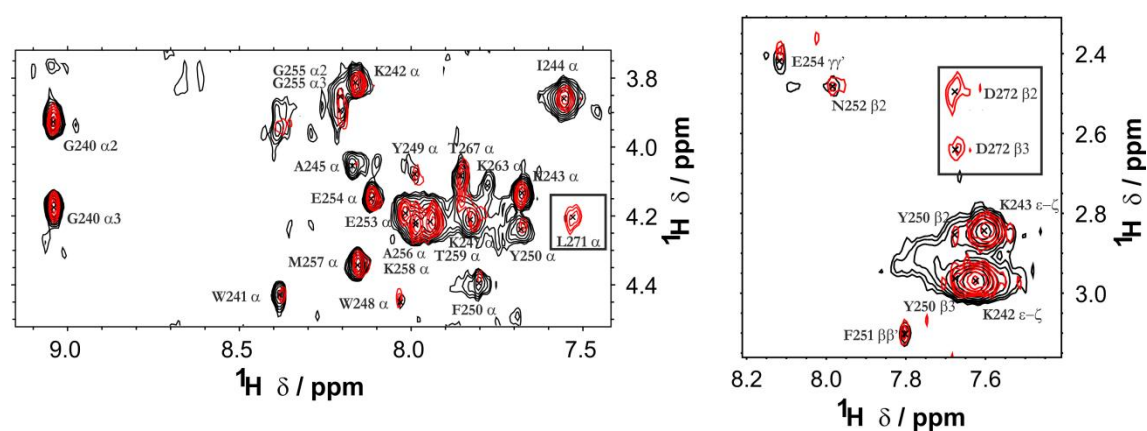 G255 α2
G255 α3
K242 α
I244 α
G240 α2
A245 α
Y249 α
T267 α
K263 α
K243 α
E254 α
E253 α
G240 α3
K247 α
L271 α
A256 α
T259 α
Y250 α
M257 α
K258 α
W241 α
W248 α
F250 α
3.8
4.0
4.2
4.4
¹H δ / ppm
9.0
8.5
8.0
7.5
¹H δ / ppm
E254 γγ'
N252 β2
D272 β2
D272 β3
Y250 β2
K243 ε-ζ
Y250 β3
K242 ε-ζ
F251 ββ'
2.4
2.6
2.8
3.0
¹H δ / ppm
8.2
8.0
7.8
7.6
¹H δ / ppm